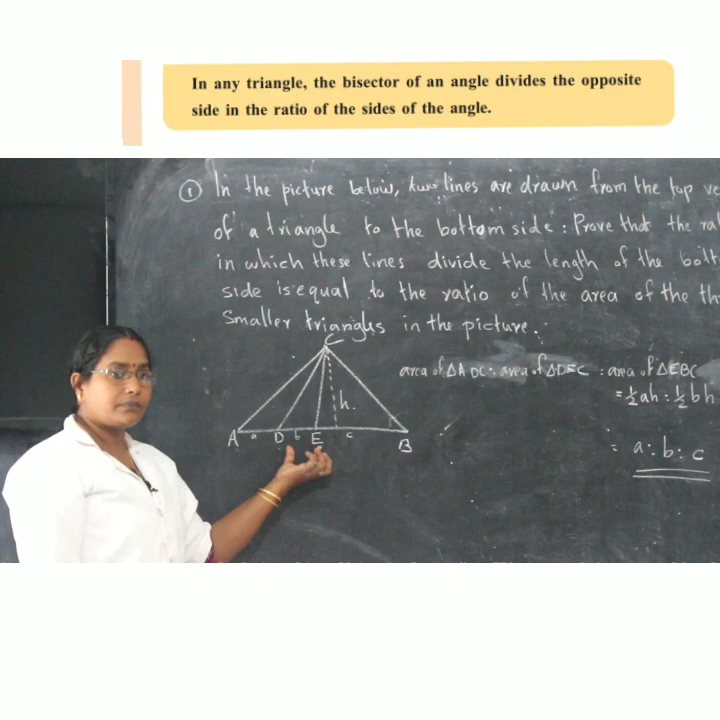 In any triangle, the bisector of an angle divides the opposite
side in the ratio of the sides of the angle.
① In the picture below, two lines are drawn from the top ve
of a triangle to the bottom side : Prove that the ra
in which these lines divide the length of the bott
side is equal to the ratio of the area of the th
Smaller triangles in the picture.
C
area of ΔADC : area of ΔDEC : area of ΔEBC
= ½ah : ½bh
h.
= a : b : c
A a D b E c B